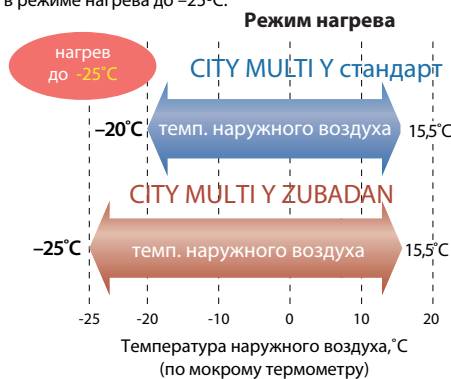 в режиме нагрева до –25˚C.
Режим нагрева
нагрев
до -25˚C
CITY MULTI Y стандарт
–20˚C темп. наружного воздуха 15,5˚C
CITY MULTI Y ZUBADAN
–25˚C темп. наружного воздуха 15,5˚C
-25 -20 -10 0 10 20
Температура наружного воздуха,˚C
(по мокрому термометру)